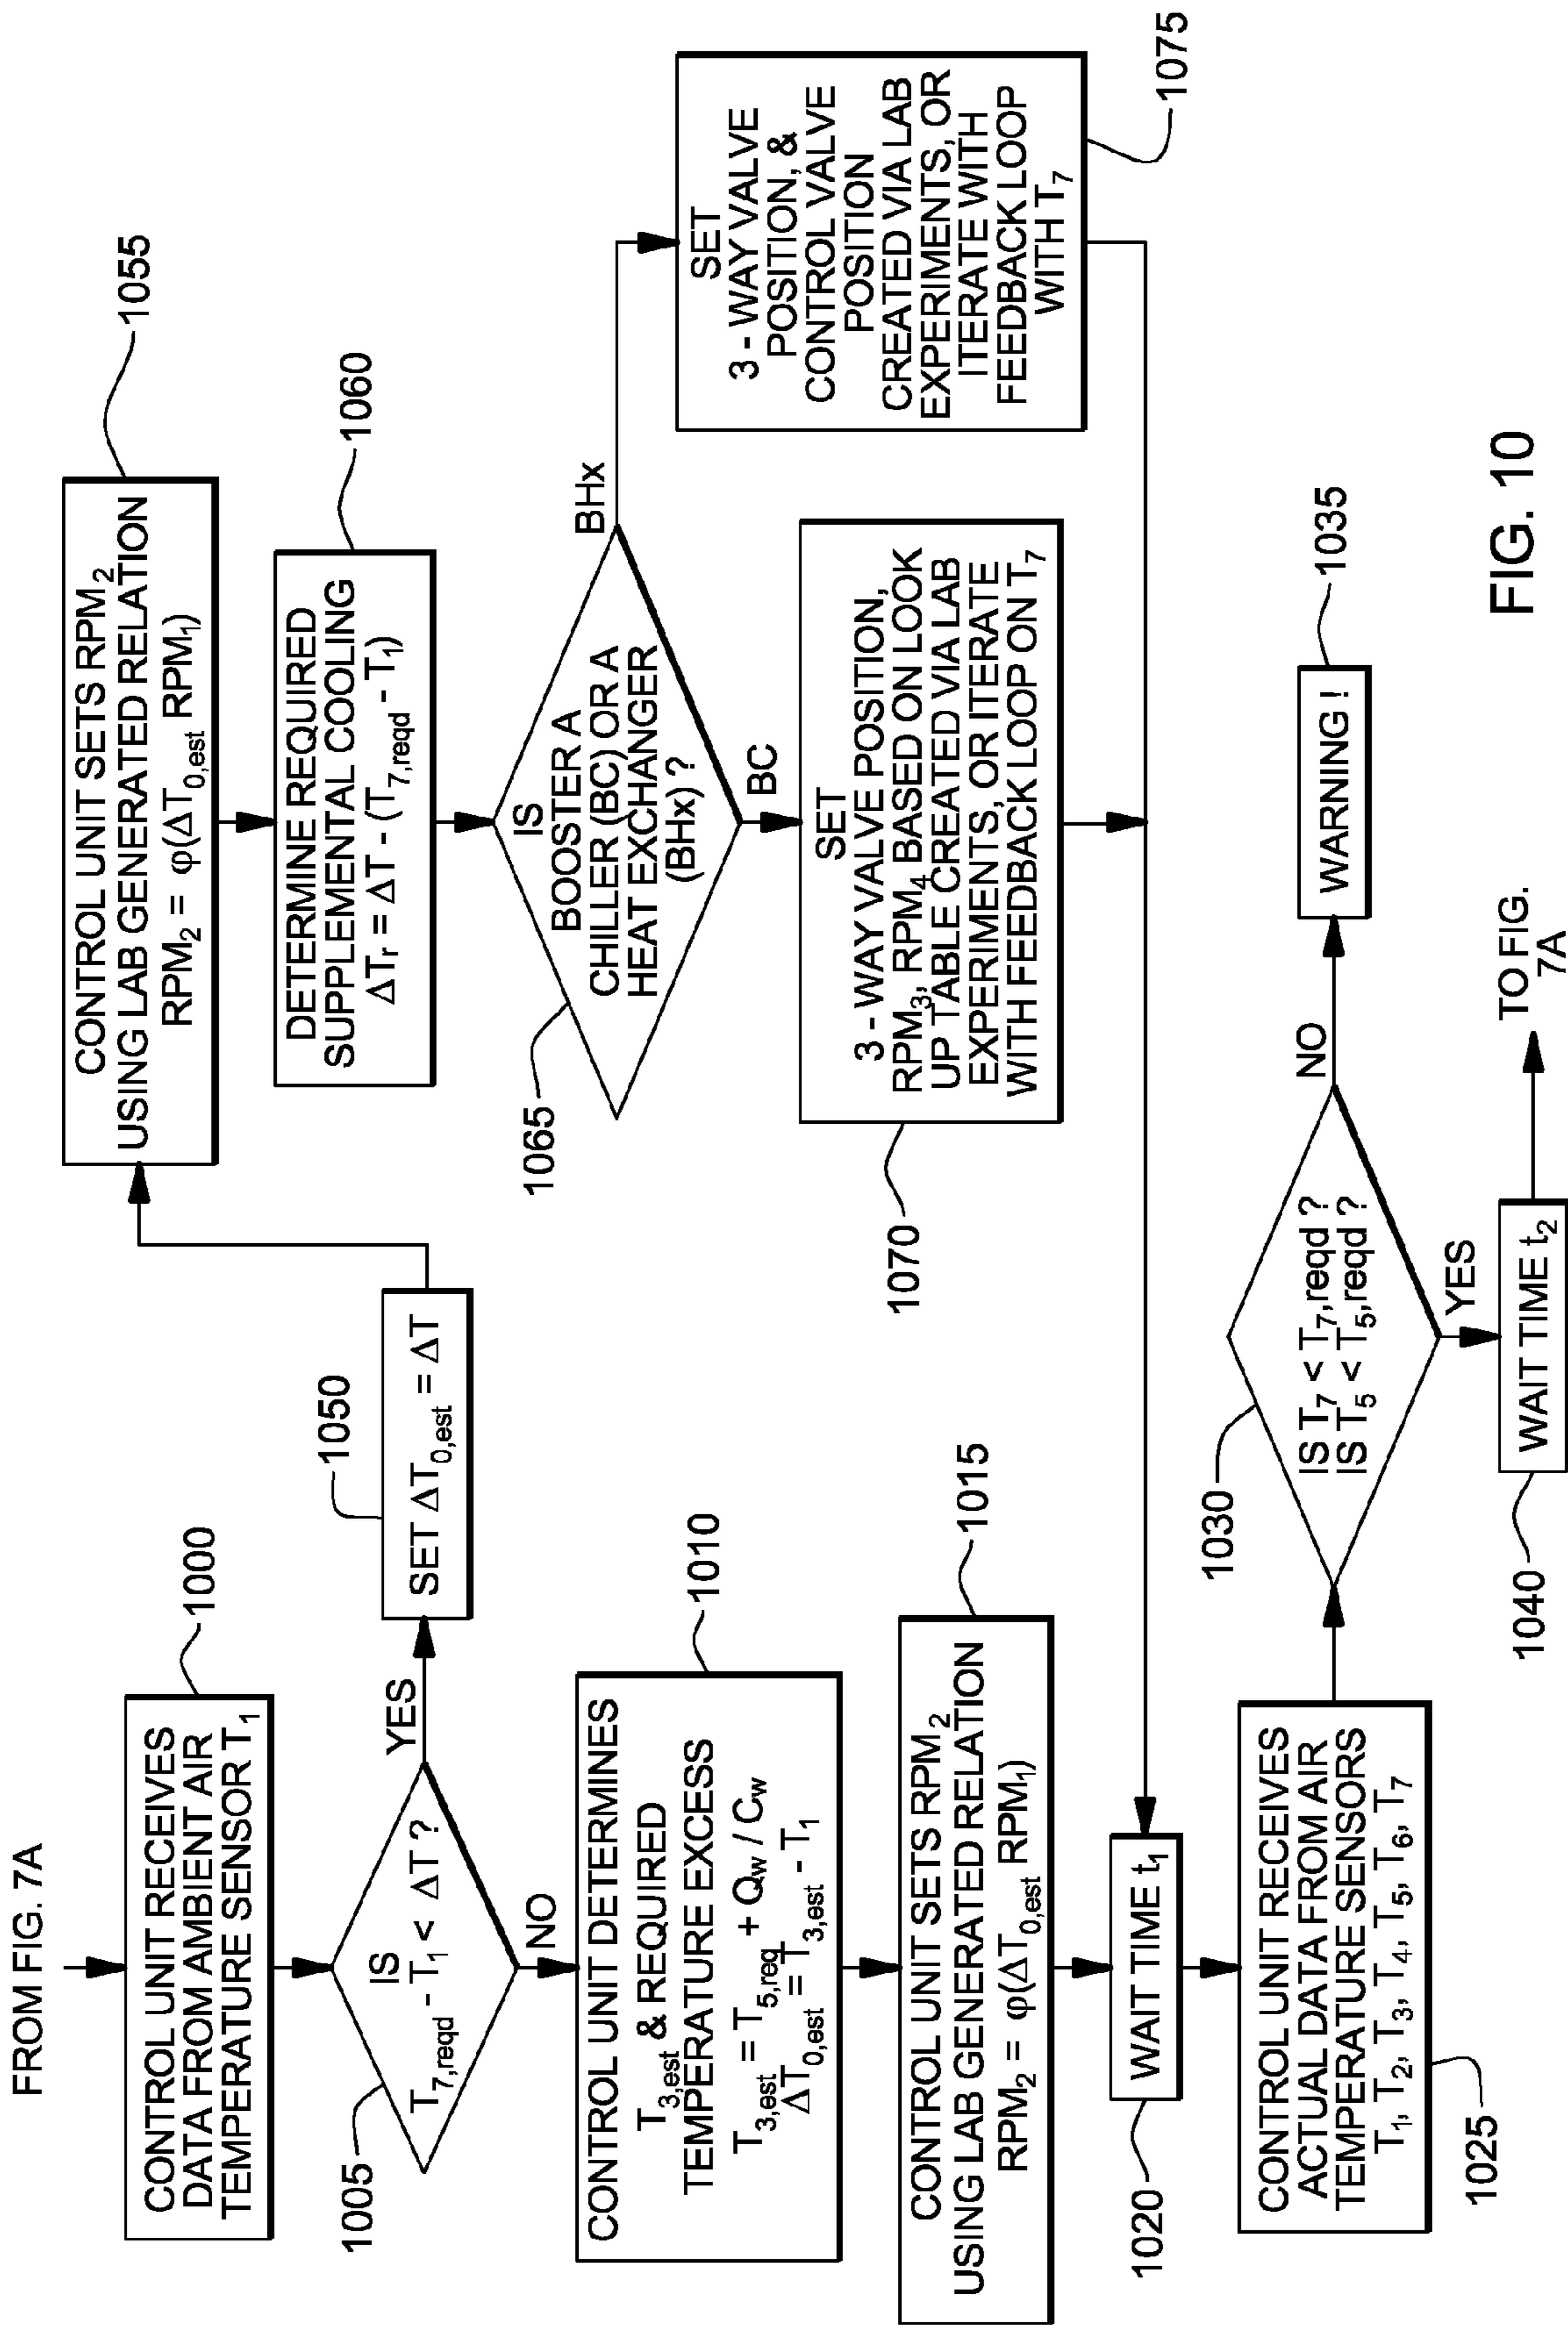 FROM FIG. 7A
CONTROL UNIT RECEIVES
DATA FROM AMBIENT AIR
TEMPERATURE SENSOR T₁
1000
IS
T₇,reqd - T₁ < ΔT ?
1005
YES
NO
SET ΔT₀,est = ΔT
1050
CONTROL UNIT DETERMINES
T₃,est & REQUIRED
TEMPERATURE EXCESS
T₃,est = T₅,req + Qw / Cw
ΔT₀,est = T₃,est - T₁
1010
CONTROL UNIT SETS RPM₂
USING LAB GENERATED RELATION
RPM₂ = φ(ΔT₀,est RPM₁)
1015
WAIT TIME t₁
1020
CONTROL UNIT RECEIVES
ACTUAL DATA FROM AIR
TEMPERATURE SENSORS
T₁, T₂, T₃, T₄, T₅, T₆, T₇
1025
CONTROL UNIT SETS RPM₂
USING LAB GENERATED RELATION
RPM₂ = φ(ΔT₀,est RPM₁)
1055
DETERMINE REQUIRED
SUPPLEMENTAL COOLING
ΔTr = ΔT - (T₇,reqd - T₁)
1060
IS
BOOSTER A
CHILLER (BC) OR A
HEAT EXCHANGER
(BHx) ?
1065
BHx
BC
SET
3 - WAY VALVE POSITION,
RPM₃, RPM₄ BASED ON LOOK
UP TABLE CREATED VIA LAB
EXPERIMENTS, OR ITERATE
WITH FEEDBACK LOOP ON T₇
1070
SET
3 - WAY VALVE
POSITION, &
CONTROL VALVE
POSITION
CREATED VIA LAB
EXPERIMENTS, OR
ITERATE WITH
FEEDBACK LOOP
WITH T₇
1075
IS T₇ < T₇,reqd ?
IS T₅ < T₅,reqd ?
1030
NO
WARNING !
1035
YES
WAIT TIME t₂
1040
TO FIG.
7A
FIG. 10